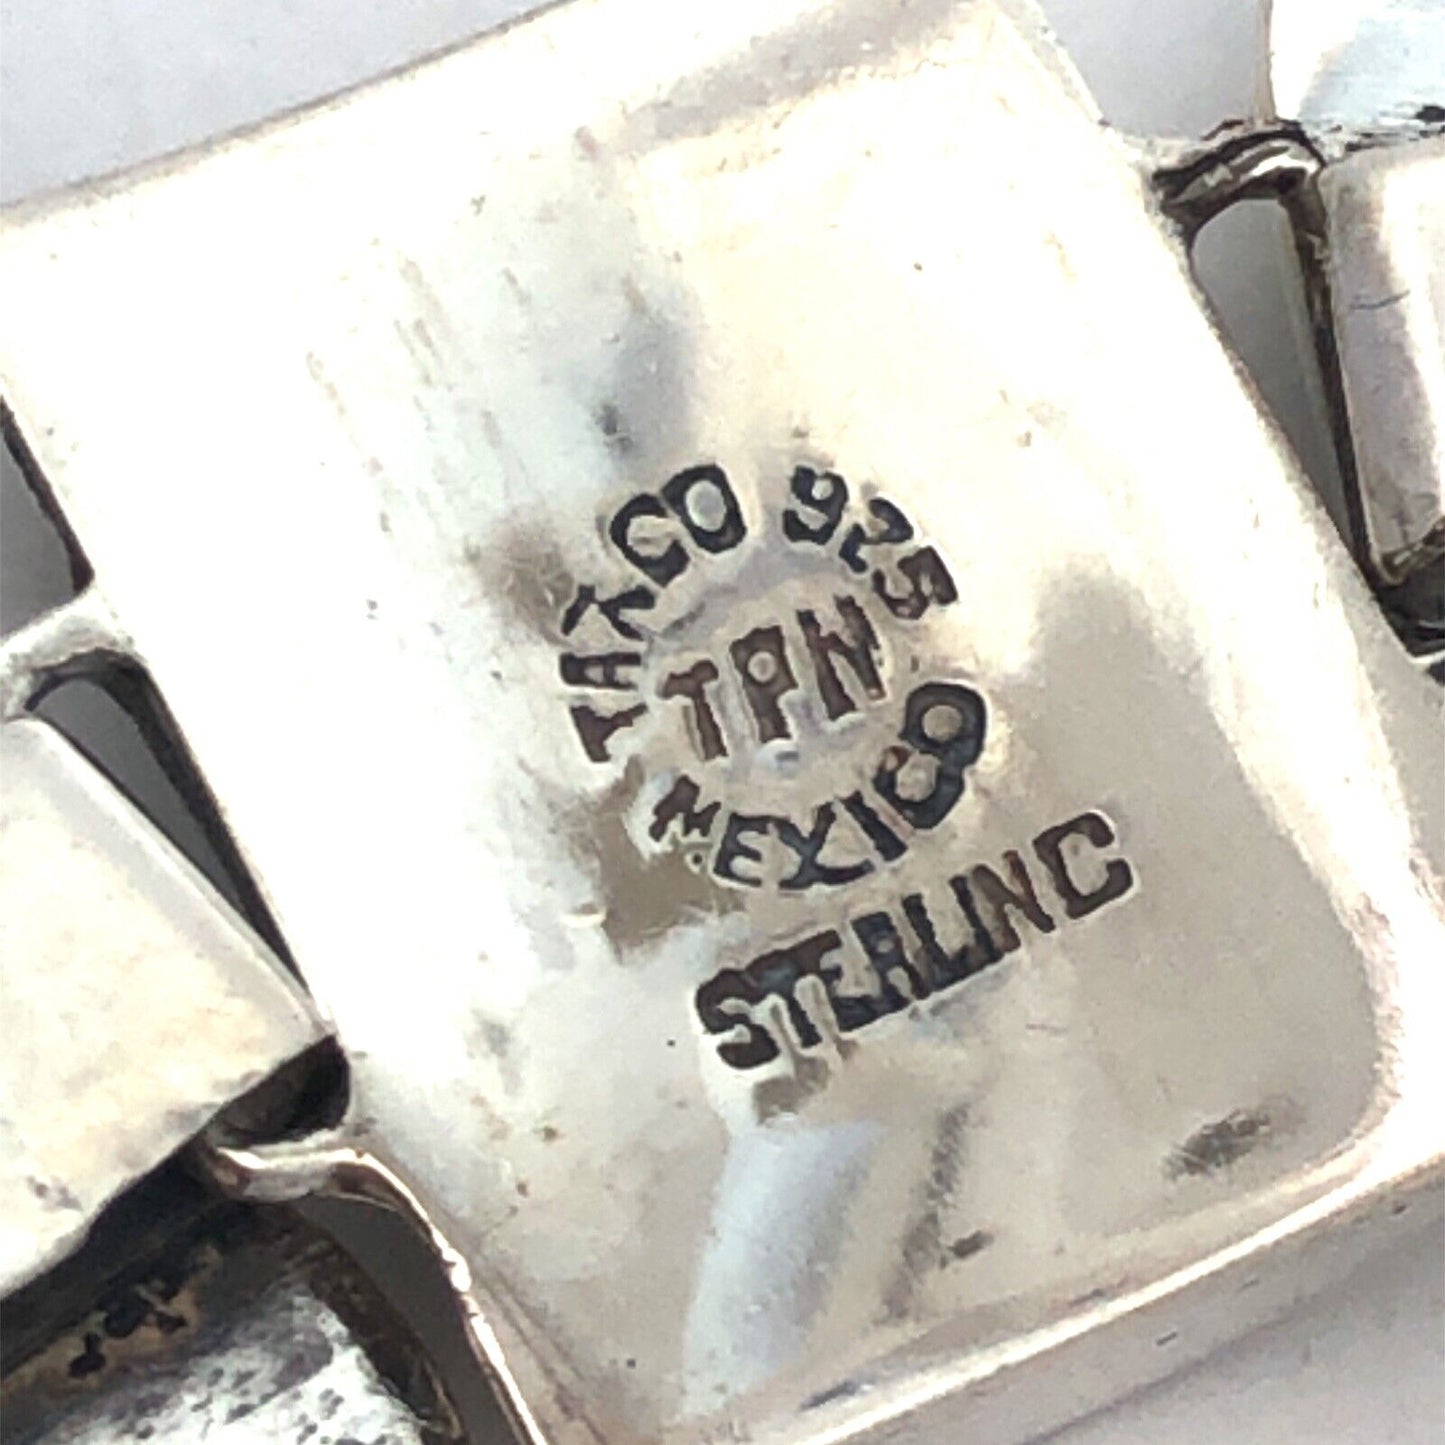 TAXCO 925
TPN
MEXICO
STERLING